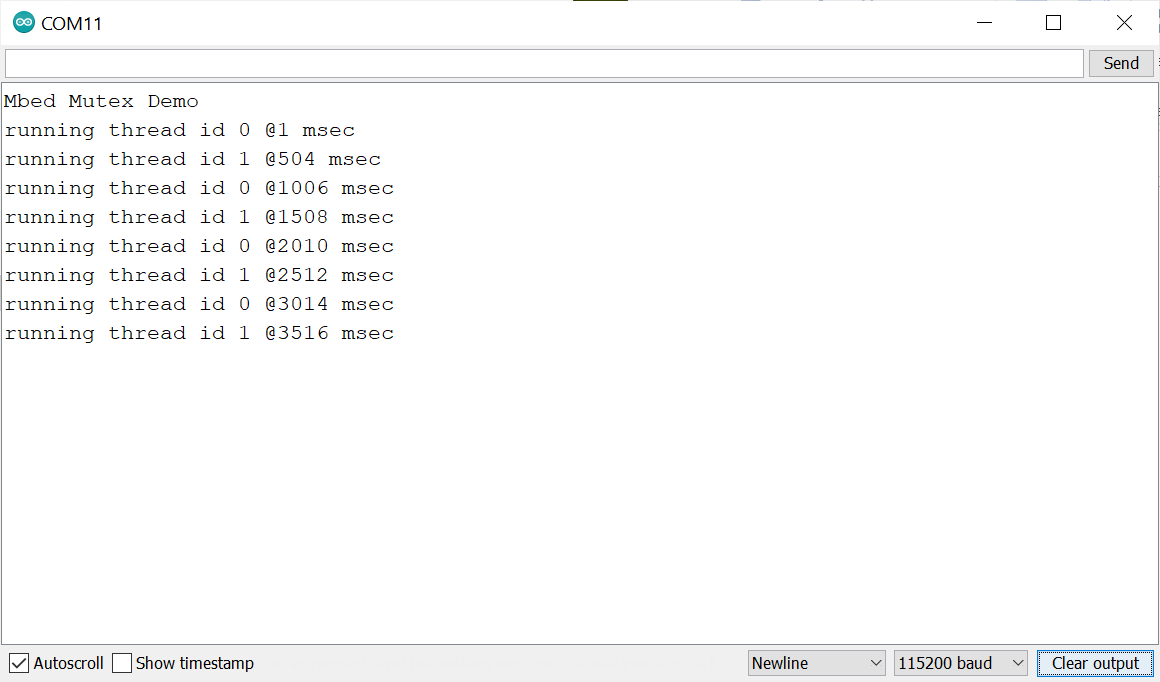 COM11
Send
Mbed Mutex Demo
running thread id 0 @1 msec
running thread id 1 @504 msec
running thread id 0 @1006 msec
running thread id 1 @1508 msec
running thread id 0 @2010 msec
running thread id 1 @2512 msec
running thread id 0 @3014 msec
running thread id 1 @3516 msec
Autoscroll Show timestamp Newline 115200 baud Clear output